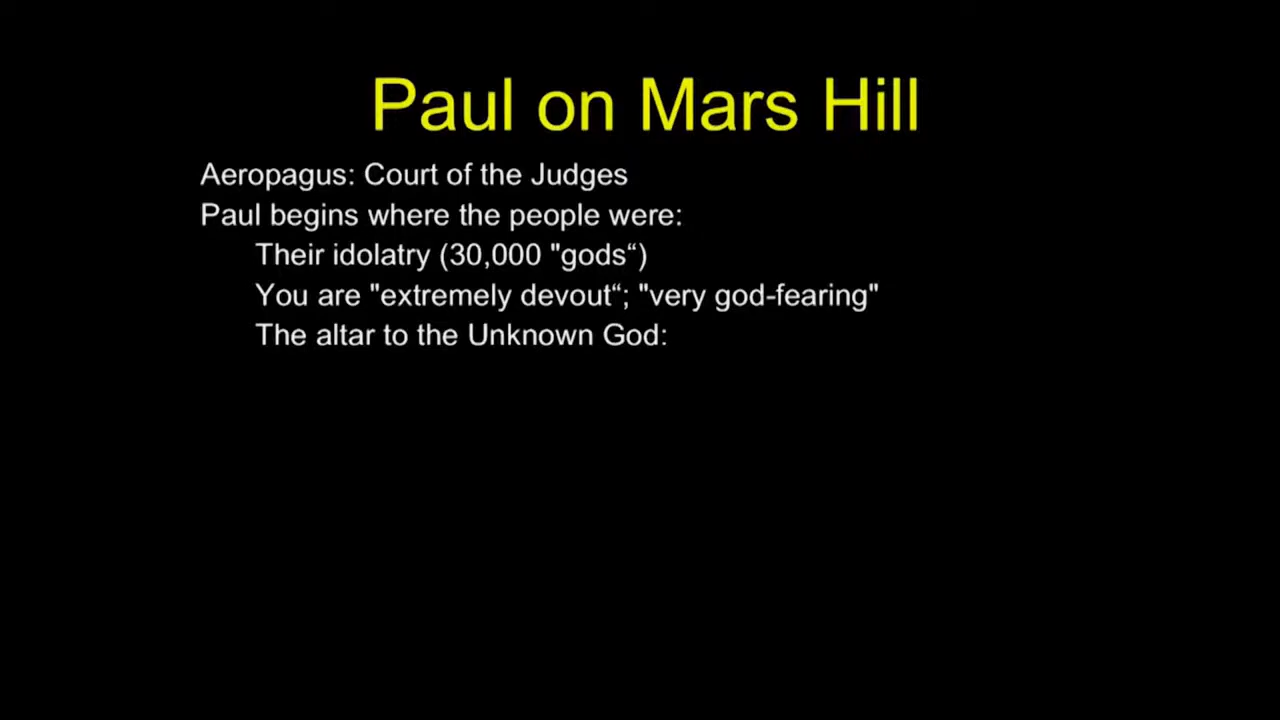 Paul on Mars Hill
Aeropagus: Court of the Judges
Paul begins where the people were:
Their idolatry (30,000 "gods“)
You are "extremely devout“; "very god-fearing"
The altar to the Unknown God: